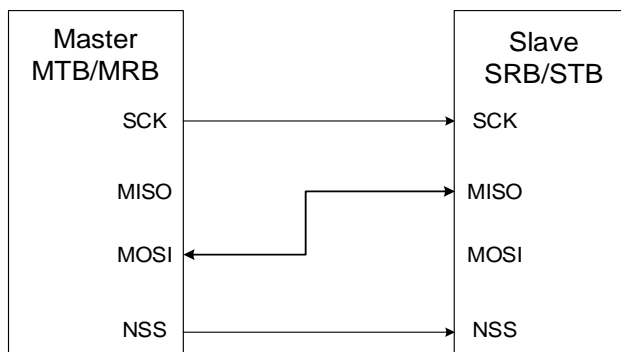 Master
MTB/MRB
SCK
MISO
MOSI
NSS
Slave
SRB/STB
SCK
MISO
MOSI
NSS